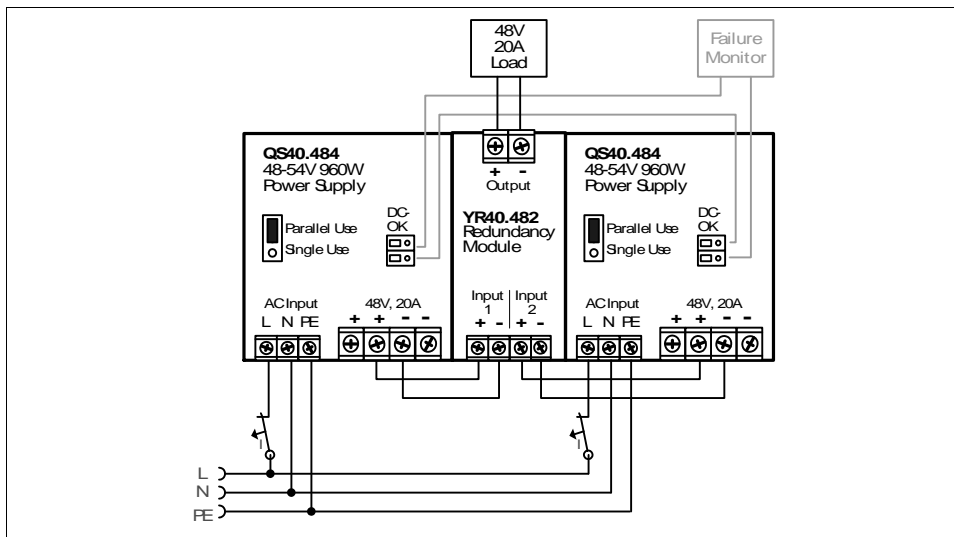 48V
20A
Load
Failure
Monitor
QS40.484
48-54V 960W
Power Supply
Parallel Use
Single Use
DC-
OK
AC Input
L N PE
48V, 20A
+ + - -
+ -
Output
YR40.482
Redundancy
Module
Input
1
Input
2
+ - + -
QS40.484
48-54V 960W
Power Supply
Parallel Use
Single Use
DC-
OK
AC Input
L N PE
48V, 20A
+ + - -
I
I
L
N
PE